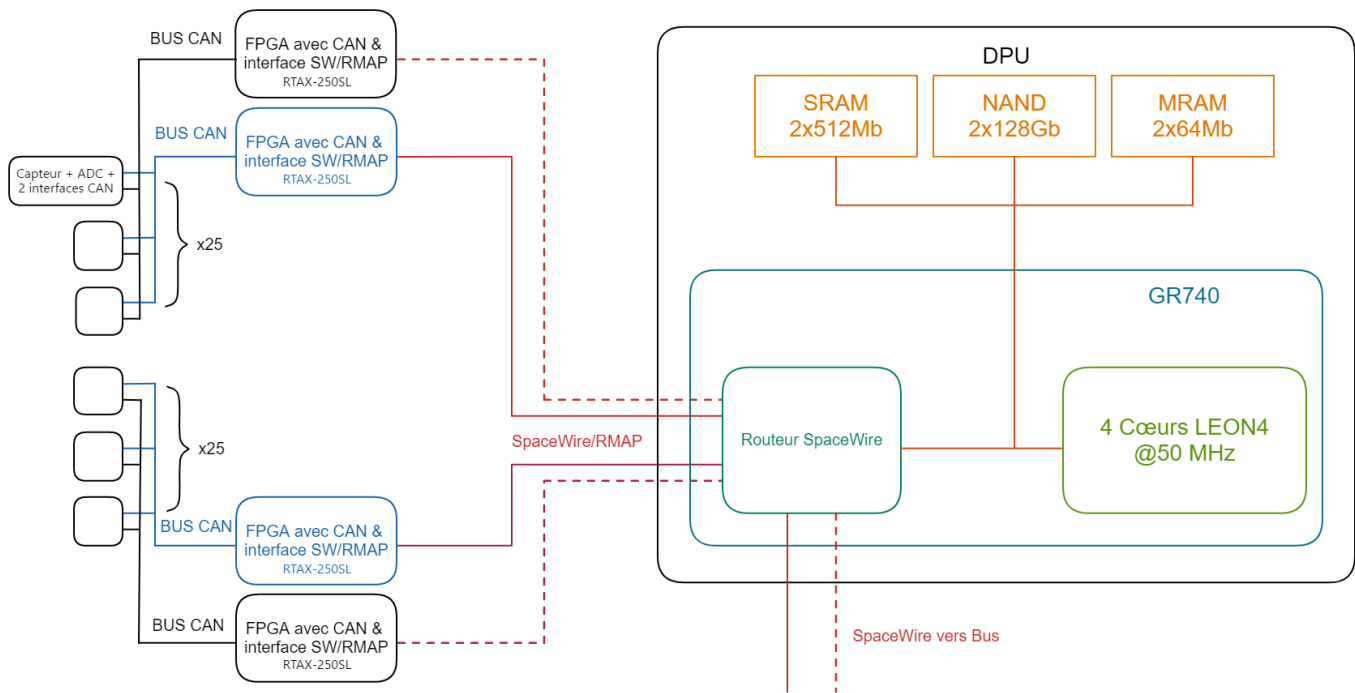 BUS CAN
FPGA avec CAN &
interface SW/RMAP
RTAX-250SL
BUS CAN
FPGA avec CAN &
interface SW/RMAP
RTAX-250SL
Capteur + ADC +
2 interfaces CAN
x25
x25
BUS CAN
FPGA avec CAN &
interface SW/RMAP
RTAX-250SL
BUS CAN
FPGA avec CAN &
interface SW/RMAP
RTAX-250SL
SpaceWire/RMAP
DPU
SRAM
2x512Mb
NAND
2x128Gb
MRAM
2x64Mb
GR740
Routeur SpaceWire
4 Cœurs LEON4
@50 MHz
SpaceWire vers Bus